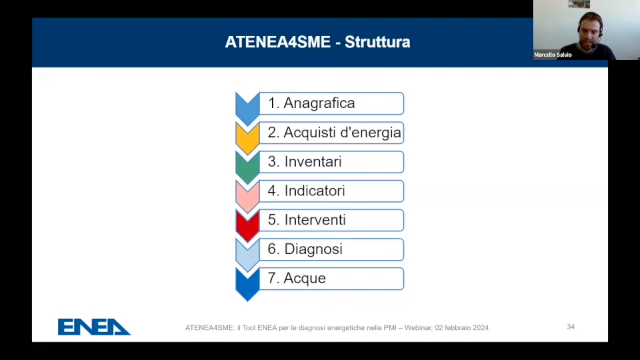 ATENEA4SME - Struttura
Marcello Salvio
1. Anagrafica
2. Acquisti d'energia
3. Inventari
4. Indicatori
5. Interventi
6. Diagnosi
7. Acque
ENEA
ATENEA4SME: il Tool ENEA per le diagnosi energetiche nelle PMI – Webinar, 02 febbraio 2024
34